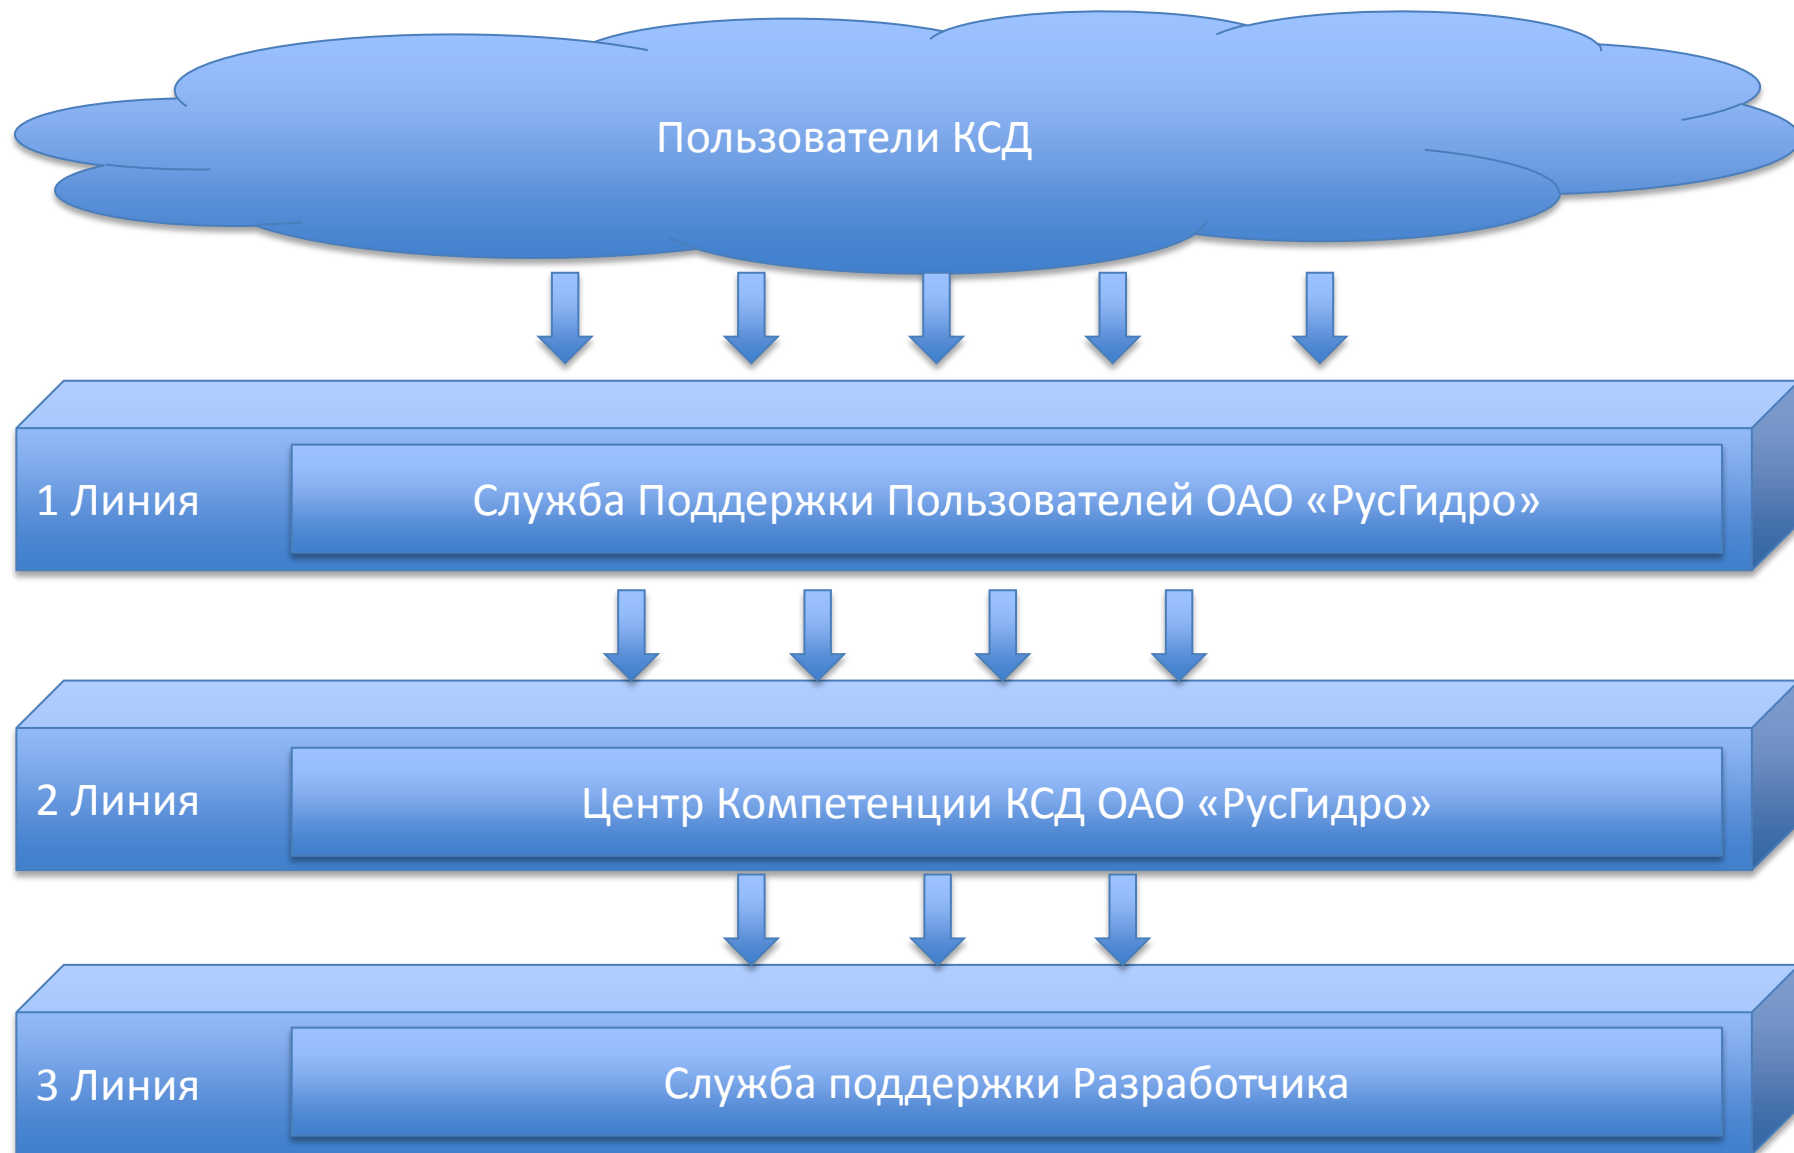 Пользователи КСД
1 Линия
Служба Поддержки Пользователей ОАО «РусГидро»
2 Линия
Центр Компетенции КСД ОАО «РусГидро»
3 Линия
Служба поддержки Разработчика